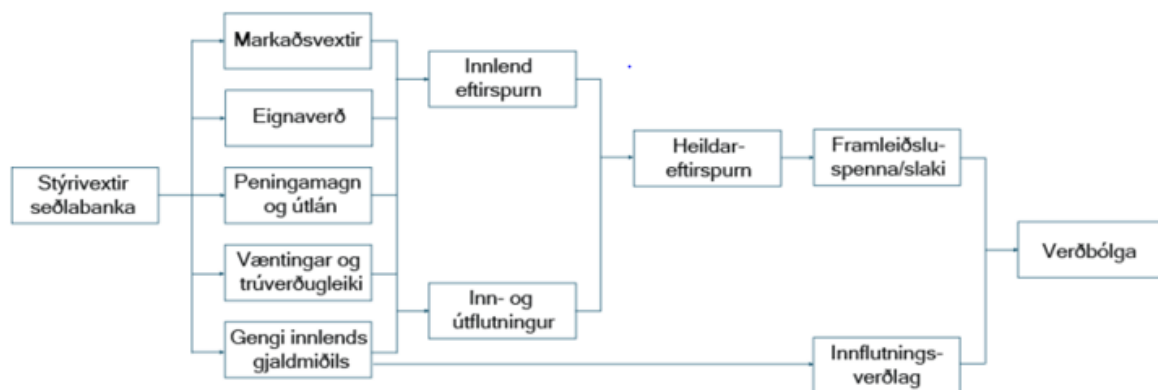 Stýrivextir
seðlabanka
Markaðsvextir
Eignaverð
Peningamagn
og útlán
Væntingar og
trúverðugleiki
Gengi innlends
gjaldmiðils
Innlend
eftirspurn
Inn- og
útflutningur
Heildar-
eftirspurn
Framleiðslu-
spenna/slaki
Innflutnings-
verðlag
Verðbólga